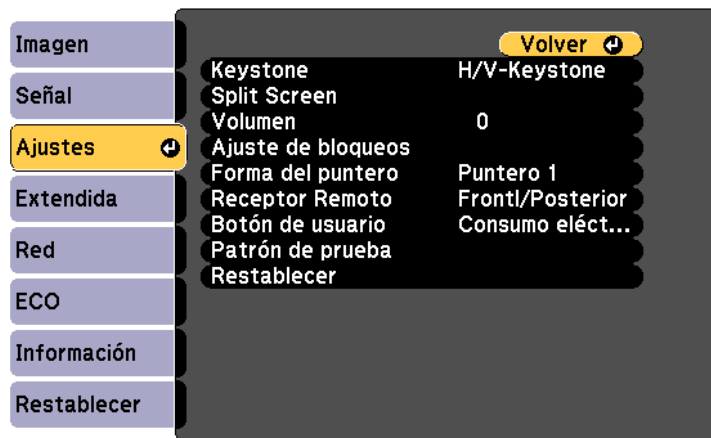 Imagen
Señal
Ajustes
Extendida
Red
ECO
Información
Restablecer
Volver
Keystone H/V-Keystone
Split Screen
Volumen 0
Ajuste de bloqueos
Forma del puntero Puntero 1
Receptor Remoto Frontl/Posterior
Botón de usuario Consumo eléct...
Patrón de prueba
Restablecer